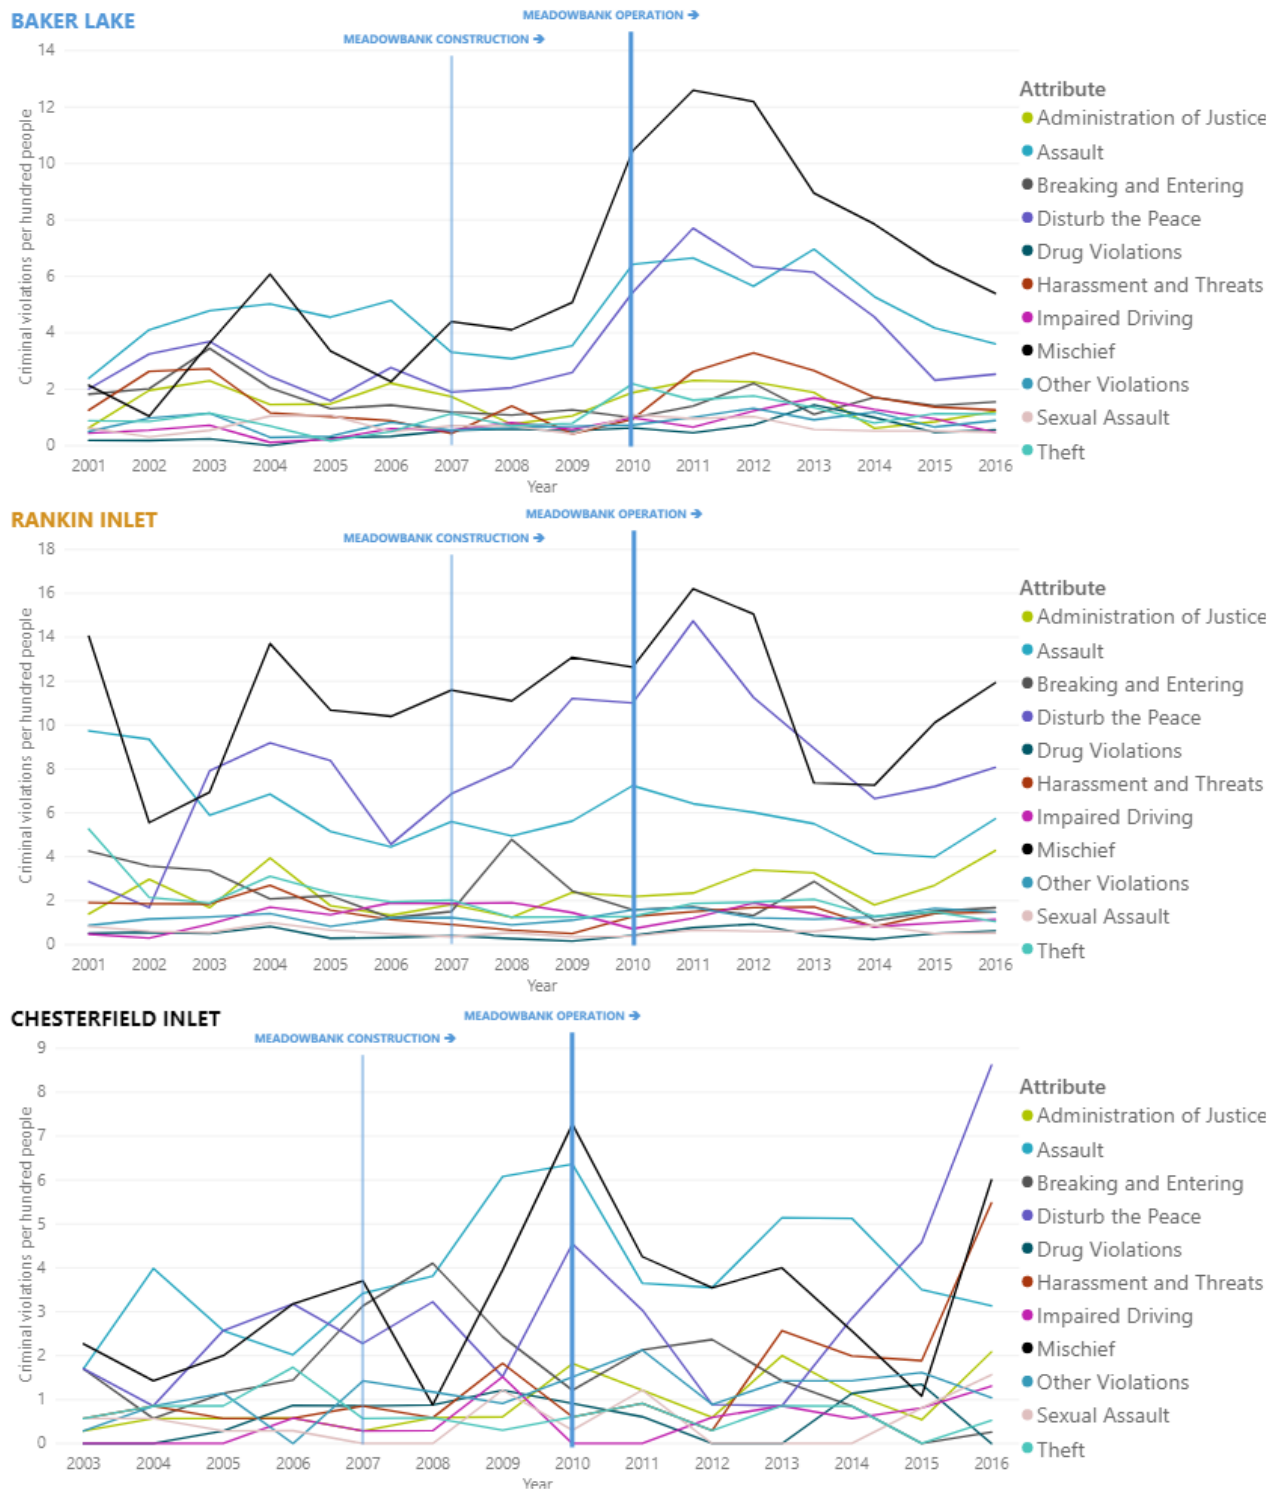 BAKER LAKE
MEADOWBANK OPERATION →
MEADOWBANK CONSTRUCTION →
14
12
10
8
6
4
2
0
Criminal violations per hundred people
2001 2002 2003 2004 2005 2006 2007 2008 2009 2010 2011 2012 2013 2014 2015 2016
Year
Attribute
Administration of Justice
Assault
Breaking and Entering
Disturb the Peace
Drug Violations
Harassment and Threats
Impaired Driving
Mischief
Other Violations
Sexual Assault
Theft
RANKIN INLET
MEADOWBANK OPERATION →
MEADOWBANK CONSTRUCTION →
18
16
14
12
10
8
6
4
2
0
Criminal violations per hundred people
2001 2002 2003 2004 2005 2006 2007 2008 2009 2010 2011 2012 2013 2014 2015 2016
Year
Attribute
Administration of Justice
Assault
Breaking and Entering
Disturb the Peace
Drug Violations
Harassment and Threats
Impaired Driving
Mischief
Other Violations
Sexual Assault
Theft
CHESTERFIELD INLET
MEADOWBANK OPERATION →
MEADOWBANK CONSTRUCTION →
9
8
7
6
5
4
3
2
1
0
Criminal violations per hundred people
2003 2004 2005 2006 2007 2008 2009 2010 2011 2012 2013 2014 2015 2016
Year
Attribute
Administration of Justice
Assault
Breaking and Entering
Disturb the Peace
Drug Violations
Harassment and Threats
Impaired Driving
Mischief
Other Violations
Sexual Assault
Theft